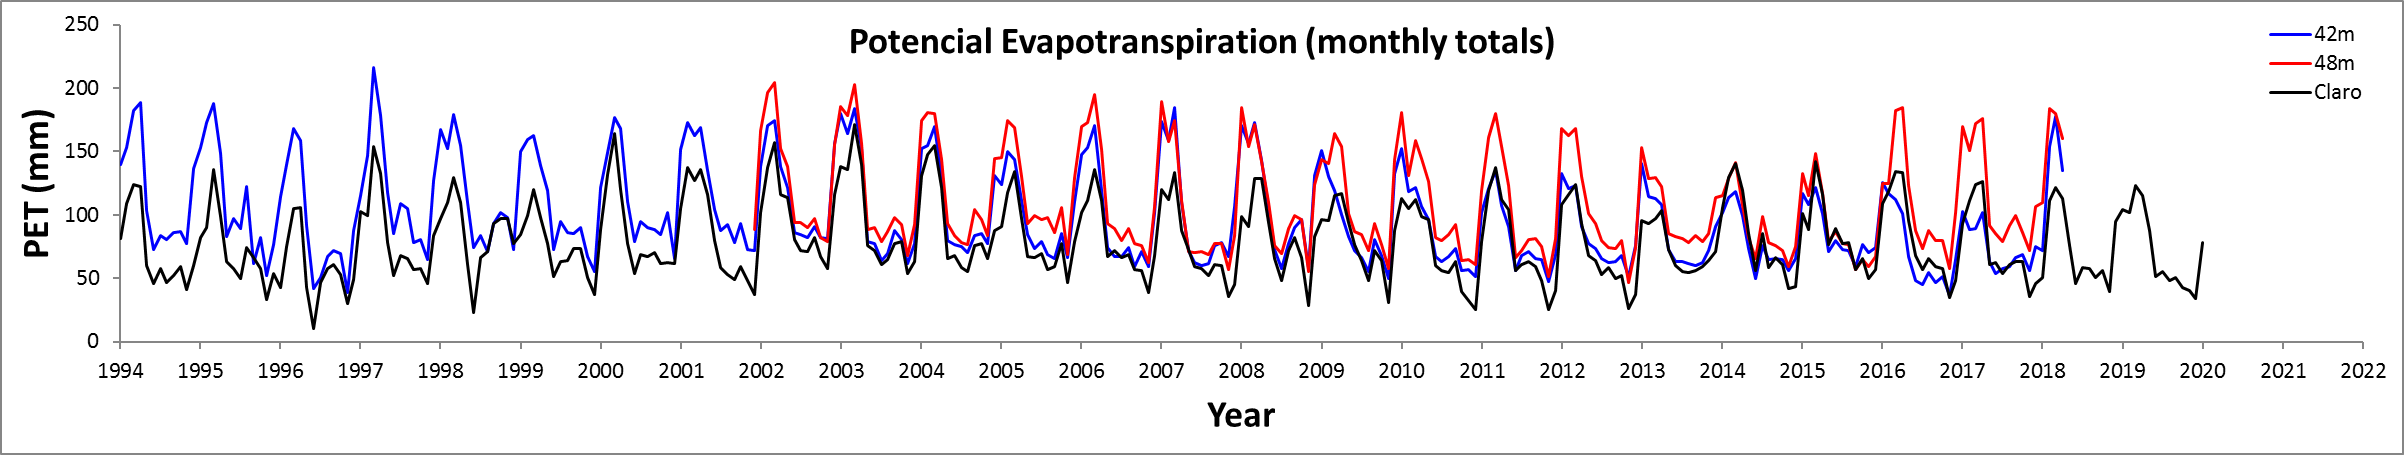 Potencial Evapotranspiration (monthly totals)
42m
48m
Claro
PET (mm)
250
200
150
100
50
0
1994 1995 1996 1997 1998 1999 2000 2001 2002 2003 2004 2005 2006 2007 2008 2009 2010 2011 2012 2013 2014 2015 2016 2017 2018 2019 2020 2021 2022
Year